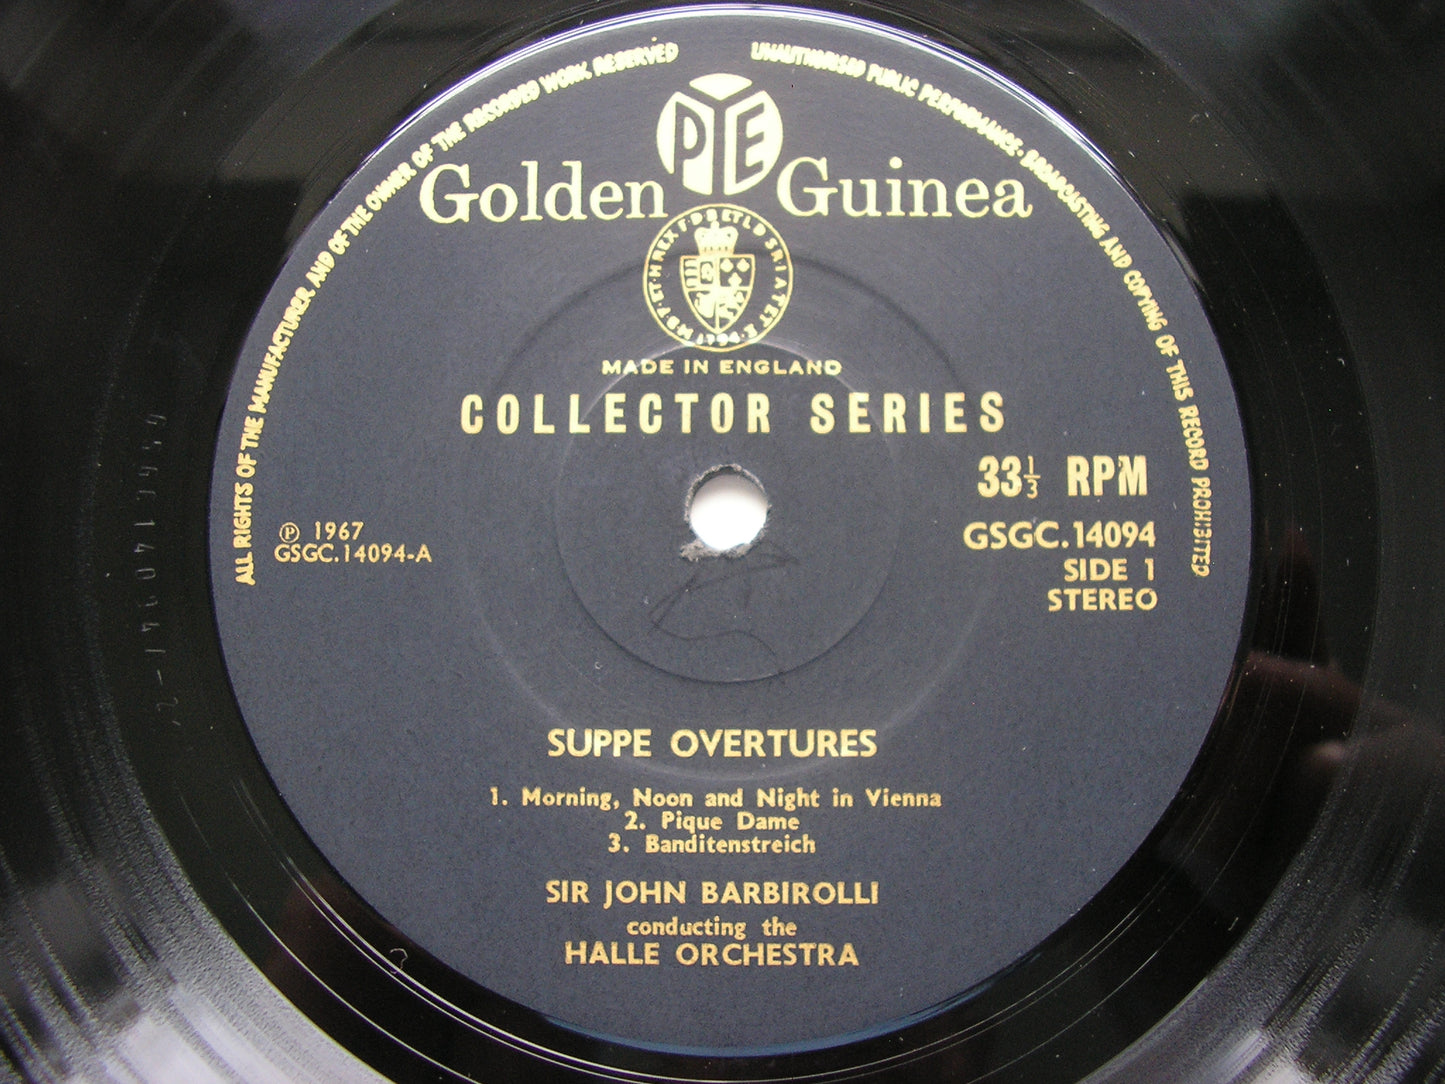 ALL RIGHTS OF THE MANUFACTURER AND OF THE OWNER OF THE RECORDED WORK RESERVED
UNAUTHORISED PUBLIC PERFORMANCE · BROADCASTING AND COPYING OF THIS RECORD PROHIBITED
PYE
Golden Guinea
MADE IN ENGLAND
COLLECTOR SERIES
33⅓ RPM
℗ 1967
GSGC.14094-A
GSGC.14094
SIDE 1
STEREO
SUPPE OVERTURES
1. Morning, Noon and Night in Vienna
2. Pique Dame
3. Banditenstreich
SIR JOHN BARBIROLLI
conducting the
HALLE ORCHESTRA